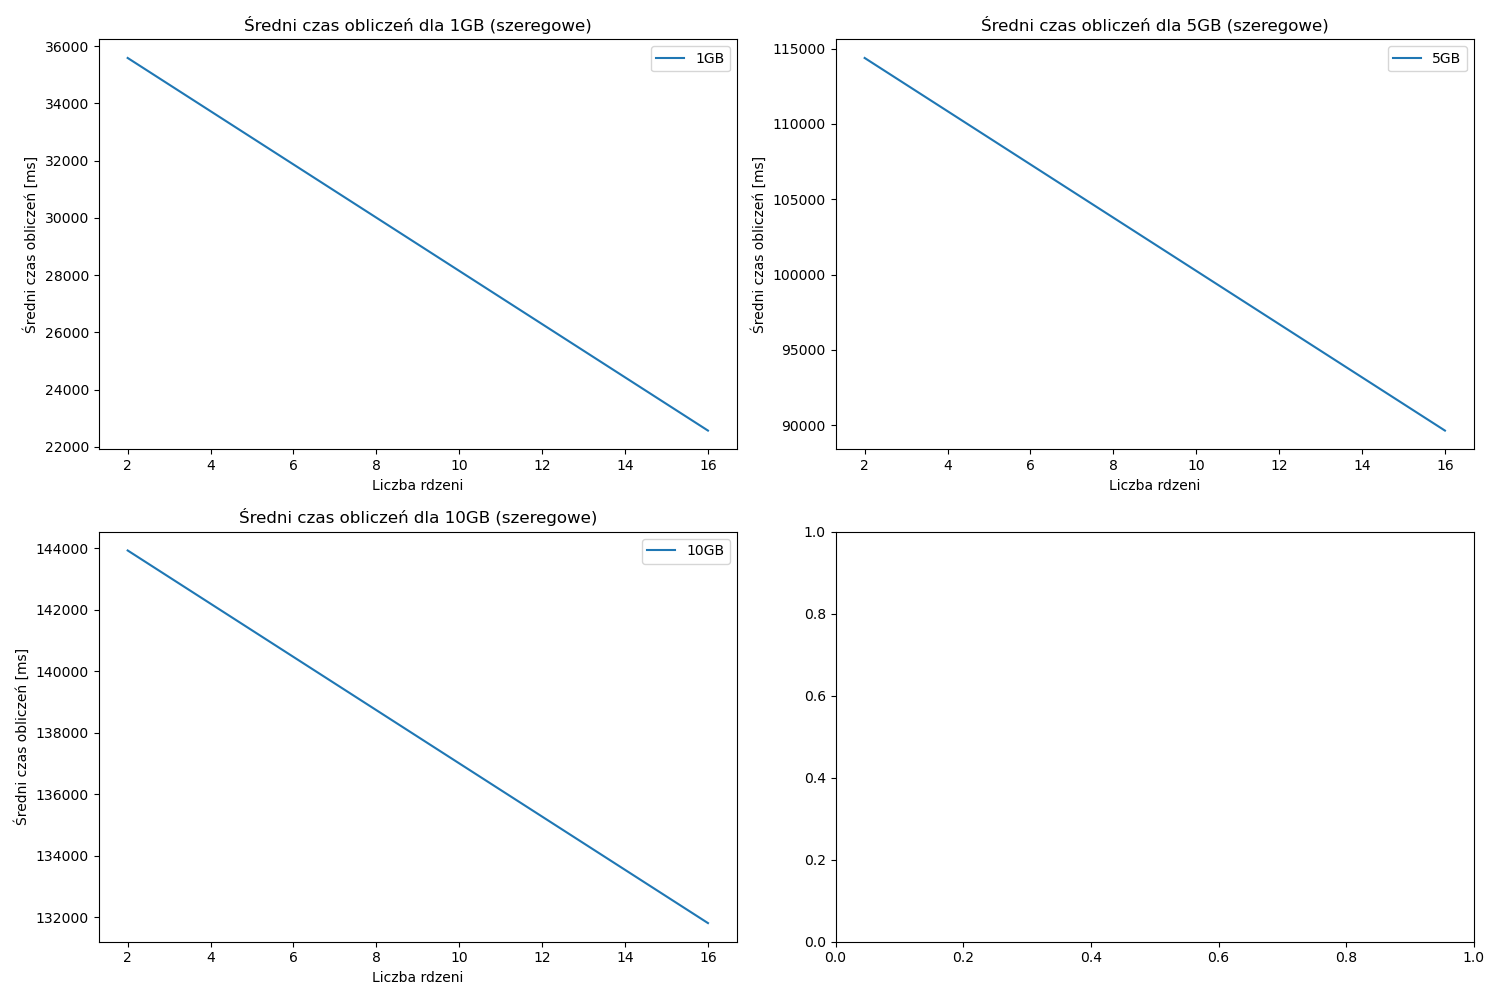 Średni czas obliczeń dla 1GB (szeregowe)
36000
34000
32000
30000
28000
26000
24000
22000
Średni czas obliczeń [ms]
1GB
2 4 6 8 10 12 14 16
Liczba rdzeni
Średni czas obliczeń dla 5GB (szeregowe)
115000
110000
105000
100000
95000
90000
Średni czas obliczeń [ms]
5GB
2 4 6 8 10 12 14 16
Liczba rdzeni
Średni czas obliczeń dla 10GB (szeregowe)
144000
142000
140000
138000
136000
134000
132000
Średni czas obliczeń [ms]
10GB
2 4 6 8 10 12 14 16
Liczba rdzeni
1.0
0.8
0.6
0.4
0.2
0.0
0.0 0.2 0.4 0.6 0.8 1.0